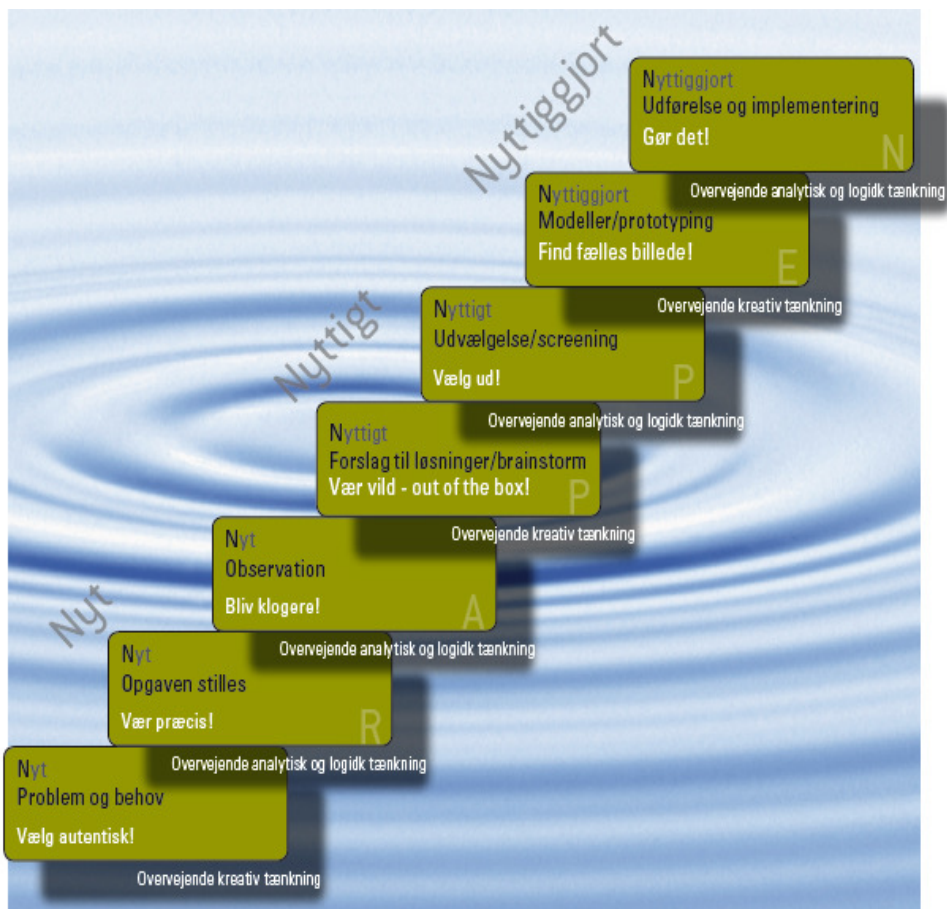 Nyttiggjort
Nyttiggjort
Udførelse og implementering
Gør det!
N
Overvejende analytisk og logidk tænkning
Nyttiggjort
Modeller/prototyping
Find fælles billede!
E
Overvejende kreativ tænkning
Nyttigt
Nyttigt
Udvælgelse/screening
Vælg ud!
P
Overvejende analytisk og logidk tænkning
Nyttigt
Forslag til løsninger/brainstorm
Vær vild - out of the box!
P
Overvejende kreativ tænkning
Nyt
Nyt
Observation
Bliv klogere!
A
Overvejende analytisk og logidk tænkning
Nyt
Opgaven stilles
Vær præcis!
R
Overvejende analytisk og logidk tænkning
Nyt
Problem og behov
Vælg autentisk!
Overvejende kreativ tænkning